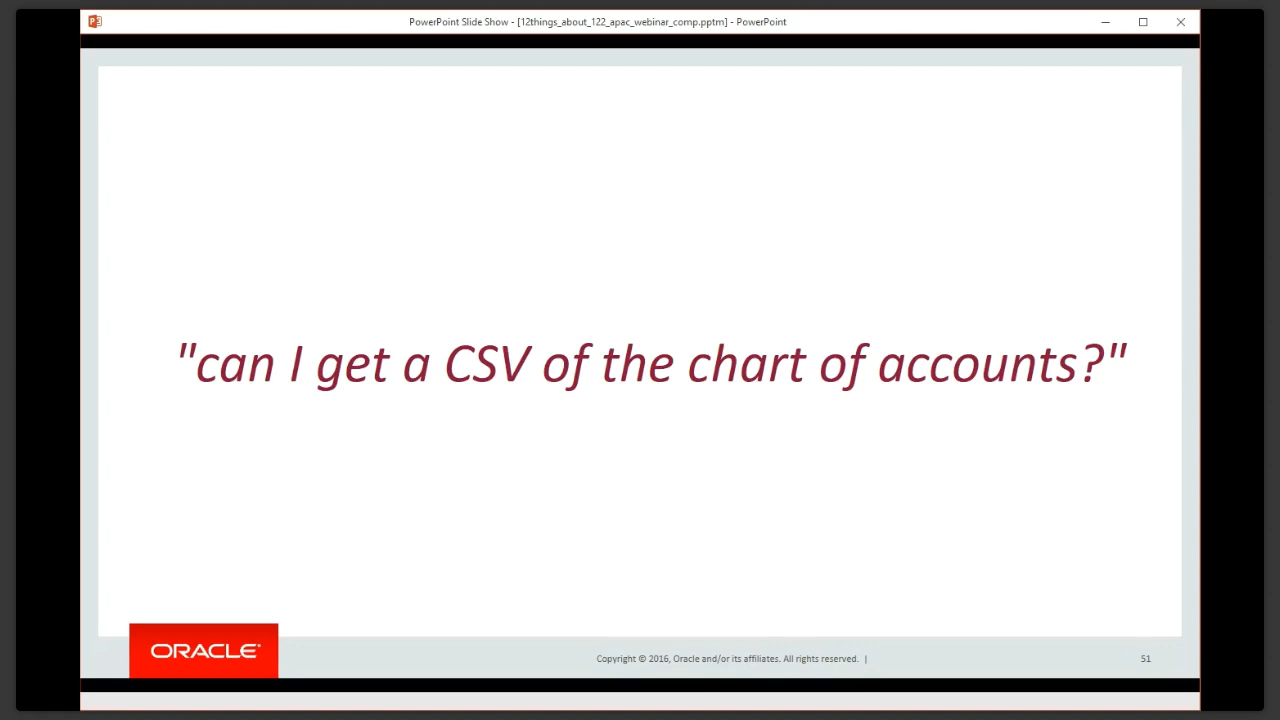 PowerPoint Slide Show - [12things_about_122_apac_webinar_comp.pptm] - PowerPoint
"can I get a CSV of the chart of accounts?"
ORACLE
Copyright © 2016, Oracle and/or its affiliates. All rights reserved. |
51